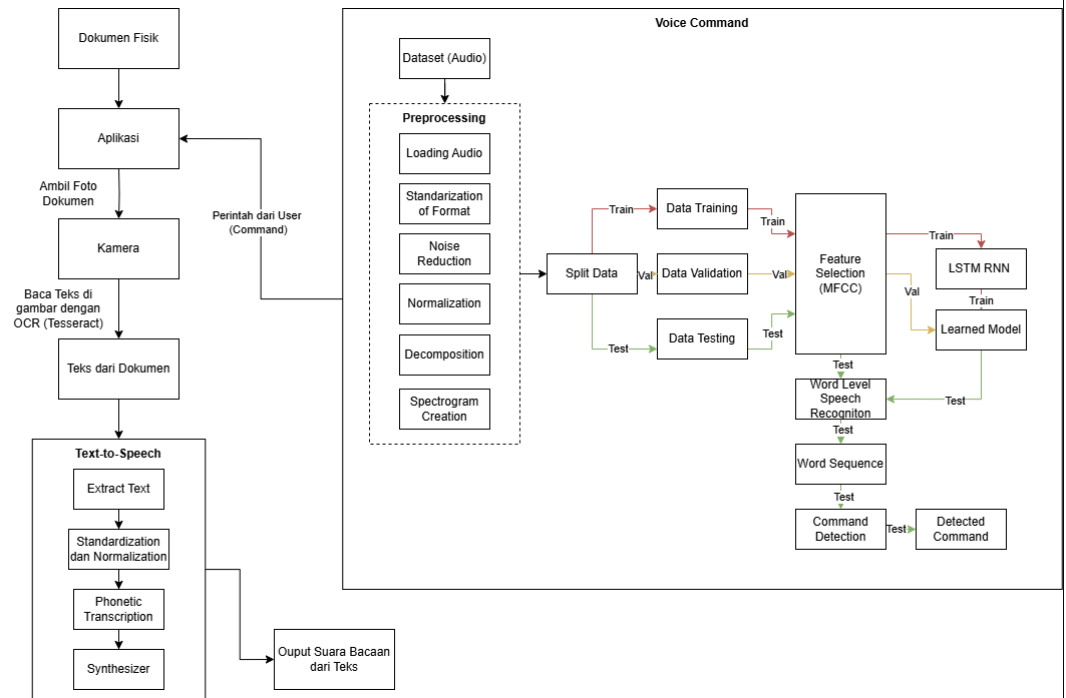 Dokumen Fisik
Aplikasi
Ambil Foto
Dokumen
Kamera
Baca Teks di
gambar dengan
OCR (Tesseract)
Teks dari Dokumen
Text-to-Speech
Extract Text
Standardization
dan Normalization
Phonetic
Transcription
Synthesizer
Ouput Suara Bacaan
dari Teks
Perintah dari User
(Command)
Voice Command
Dataset (Audio)
Preprocessing
Loading Audio
Standarization
of Format
Noise
Reduction
Normalization
Decomposition
Spectrogram
Creation
Split Data
Train
Val
Test
Data Training
Data Validation
Data Testing
Train
Val
Test
Feature
Selection
(MFCC)
Train
Val
LSTM RNN
Train
Learned Model
Test
Test
Word Level
Speech
Recogniton
Test
Word Sequence
Test
Command
Detection
Test
Detected
Command